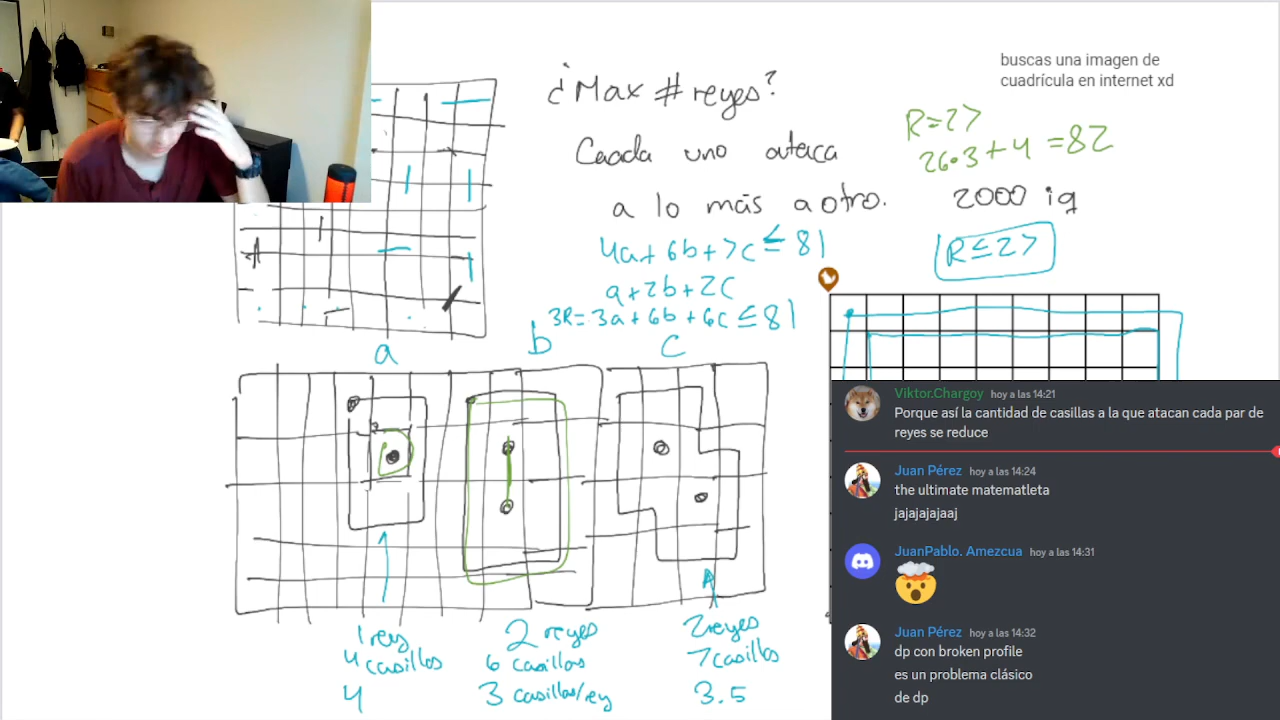 ¿Max # reyes?
Caada uno ataca
a lo más a otro.
4a + 6b + 7c ≤ 81
a + 2b + 2c
3R = 3a + 6b + 6c ≤ 81
buscas una imagen de
cuadrícula en internet xd
R = 27
26•3 + 4 = 82
2000 iq
R ≤ 27
a
b
c
1 rey
4 casillas
4
2 reyes
6 casillas
3 casillas/rey
2 reyes
7 casillas
3.5
Viktor.Chargoy hoy a las 14:21
Porque así la cantidad de casillas a la que atacan cada par de
reyes se reduce
Juan Pérez hoy a las 14:24
the ultimate matematleta
jajajajajaaj
JuanPablo. Amezcua hoy a las 14:31
Juan Pérez hoy a las 14:32
dp con broken profile
es un problema clásico
de dp